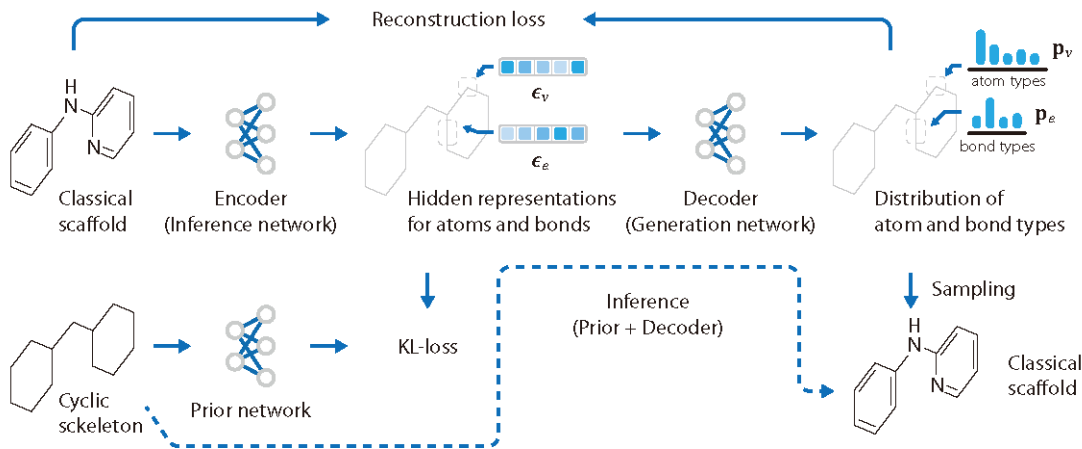 Reconstruction loss
H
N
N
Classical
scaffold
Encoder
(Inference network)
ϵv
ϵe
Hidden representations
for atoms and bonds
Decoder
(Generation network)
pv
atom types
pe
bond types
Distribution of
atom and bond types
Cyclic
sckeleton
Prior network
KL-loss
Inference
(Prior + Decoder)
Sampling
H
N
N
Classical
scaffold